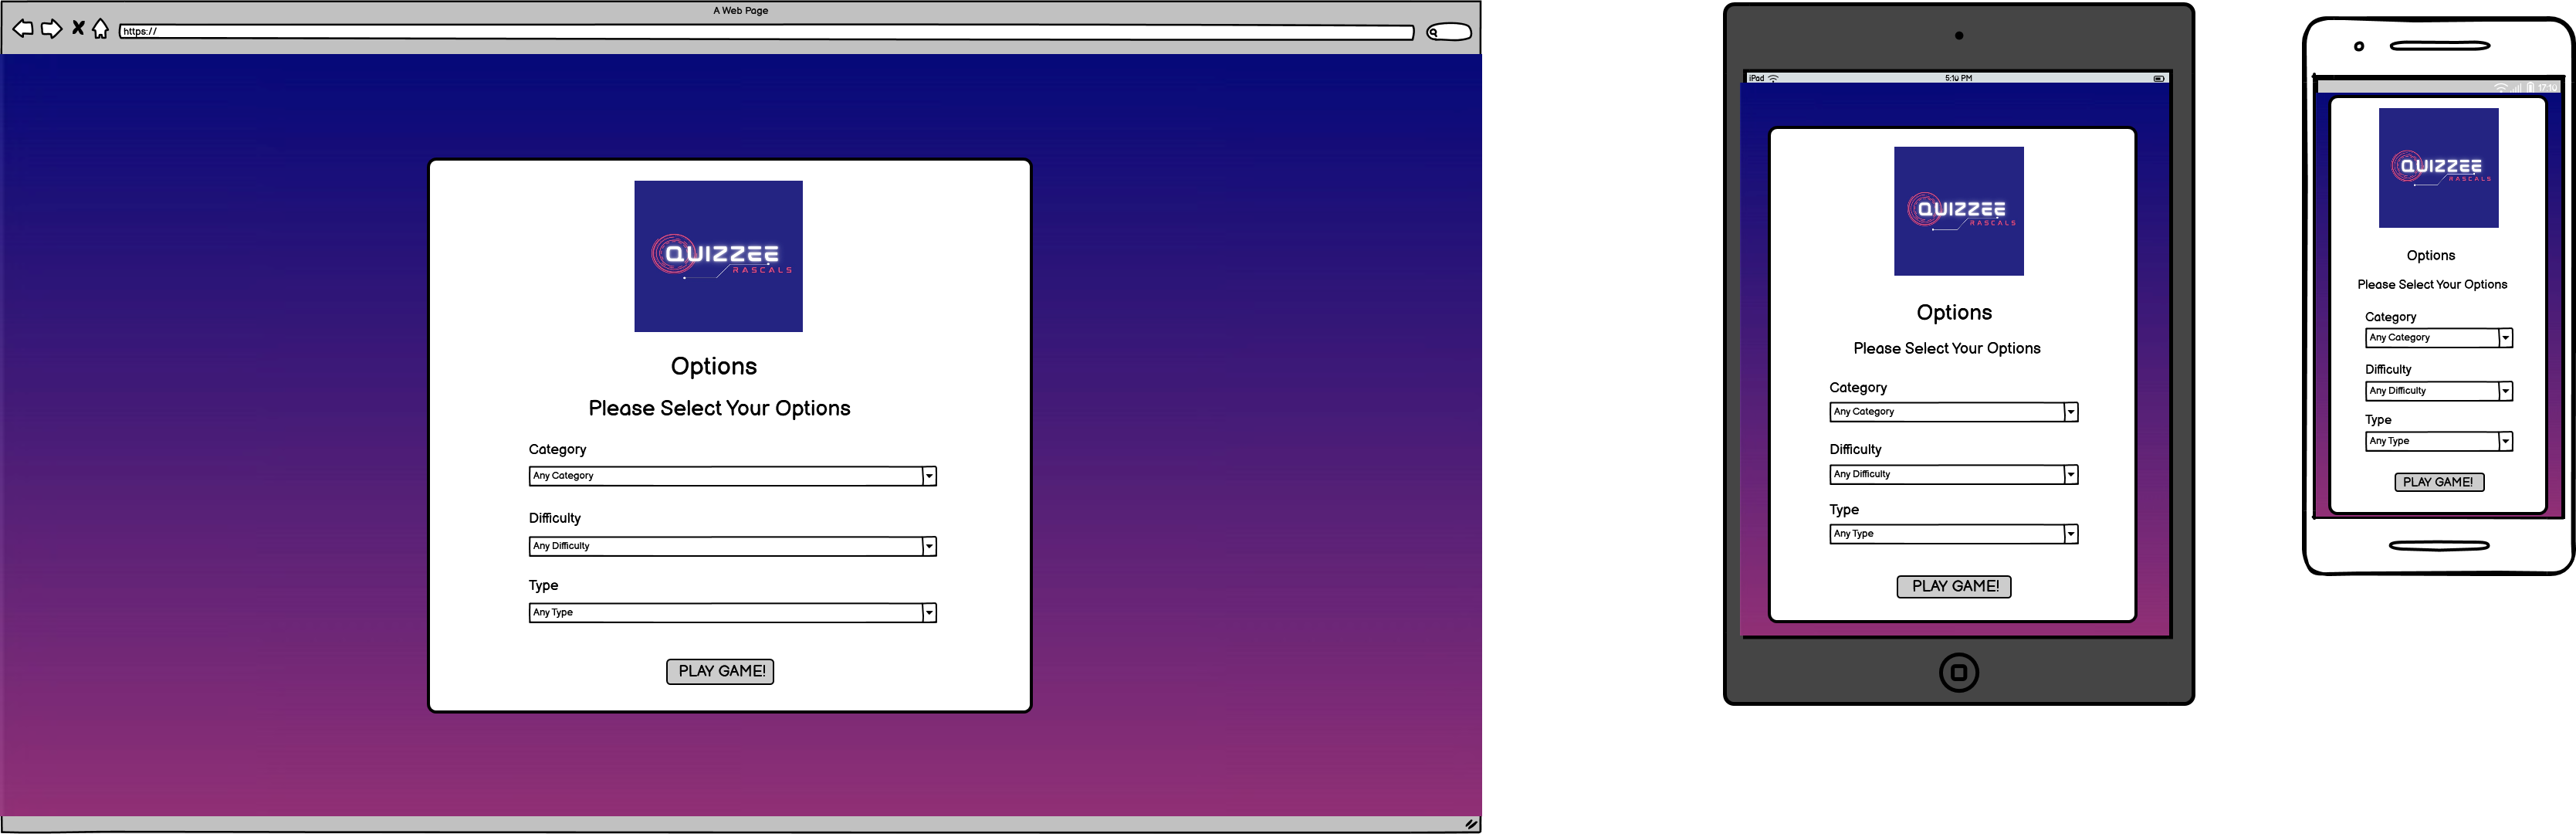 A Web Page
https://
QUIZZEE
RASCALS
Options
Please Select Your Options
Category
Any Category
Difficulty
Any Difficulty
Type
Any Type
PLAY GAME!
iPad
5:10 PM
QUIZZEE
RASCALS
Options
Please Select Your Options
Category
Any Category
Difficulty
Any Difficulty
Type
Any Type
PLAY GAME!
17:10
QUIZZEE
RASCALS
Options
Please Select Your Options
Category
Any Category
Difficulty
Any Difficulty
Type
Any Type
PLAY GAME!